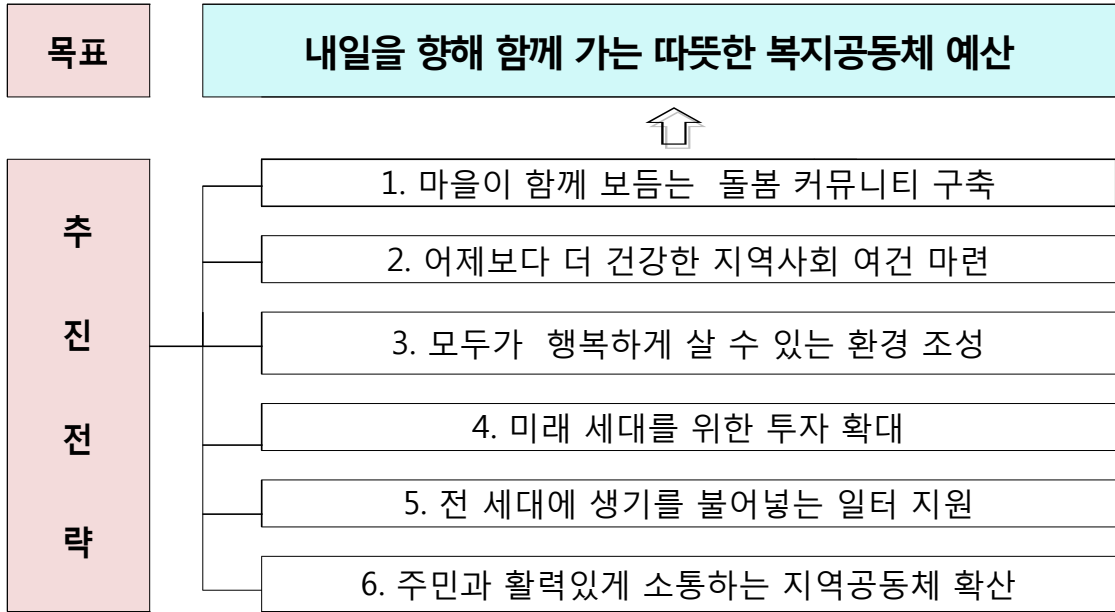 목표
내일을 향해 함께 가는 따뜻한 복지공동체 예산
추
진
전
략
1. 마을이 함께 보듬는 돌봄 커뮤니티 구축
2. 어제보다 더 건강한 지역사회 여건 마련
3. 모두가 행복하게 살 수 있는 환경 조성
4. 미래 세대를 위한 투자 확대
5. 전 세대에 생기를 불어넣는 일터 지원
6. 주민과 활력있게 소통하는 지역공동체 확산